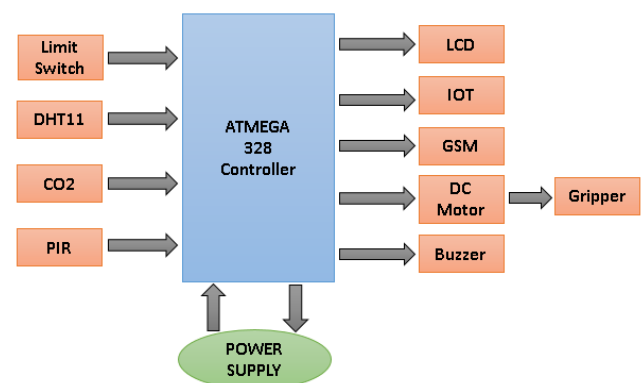 Limit
Switch
DHT11
CO2
PIR
ATMEGA
328
Controller
LCD
IOT
GSM
DC
Motor
Gripper
Buzzer
POWER
SUPPLY